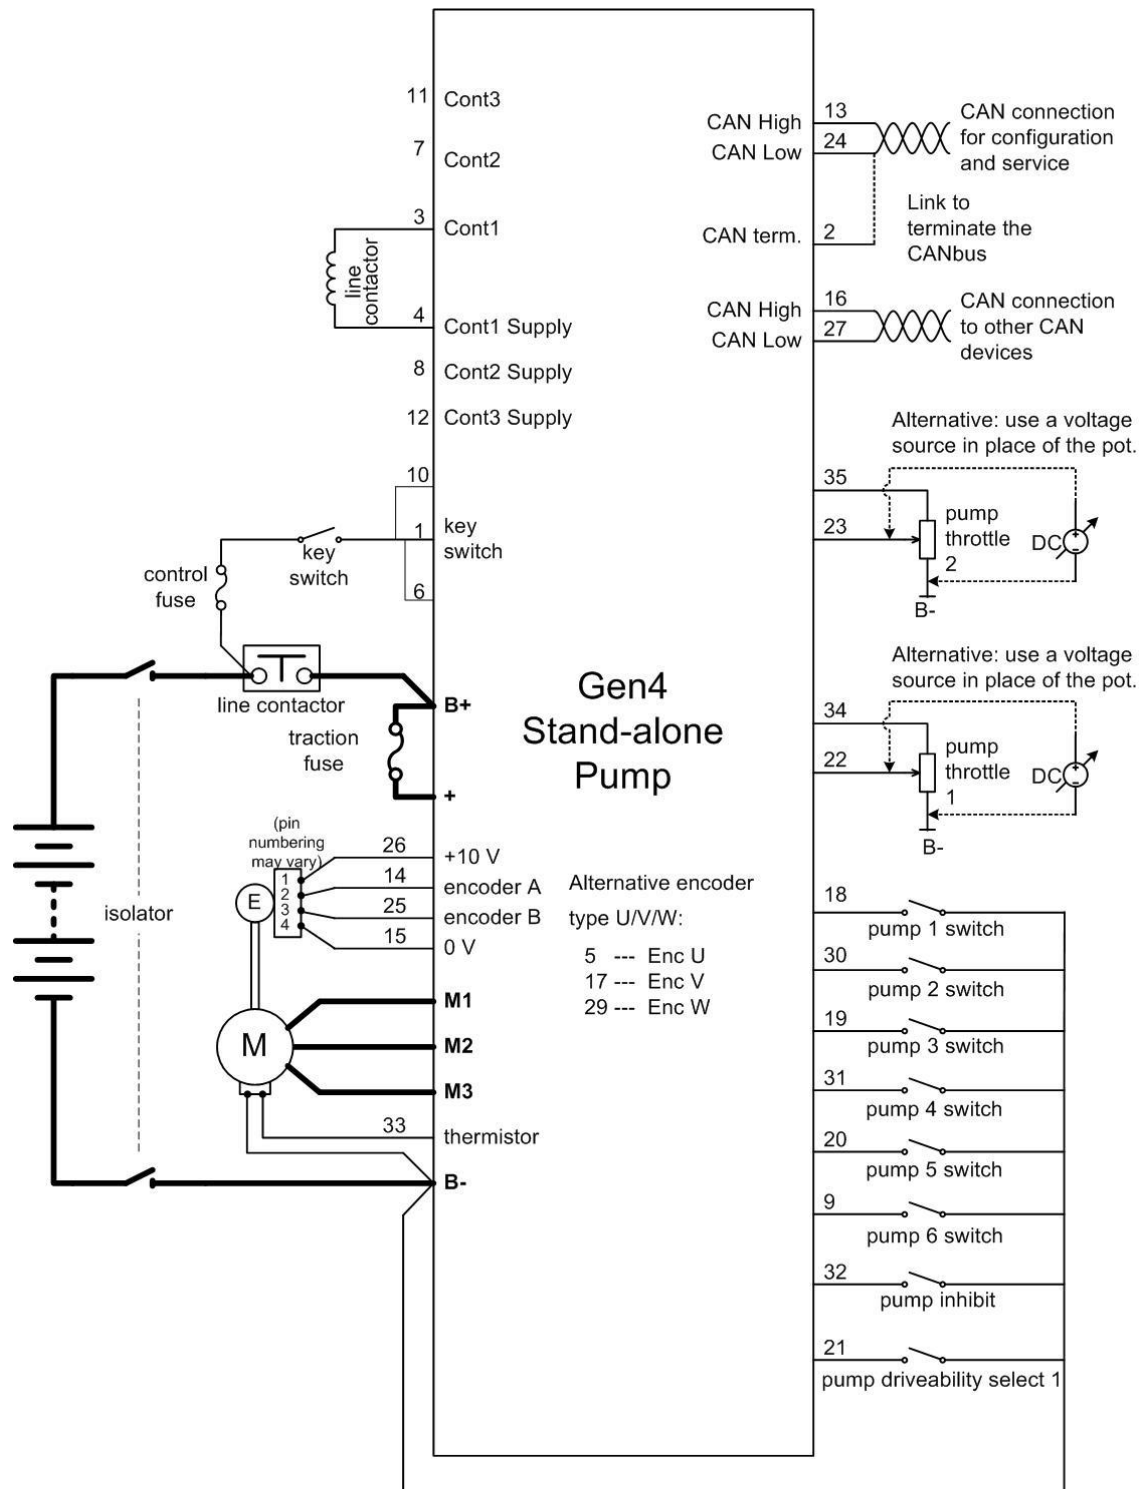 11 Cont3
7 Cont2
3 Cont1
line
contactor
4 Cont1 Supply
8 Cont2 Supply
12 Cont3 Supply
10
1 key
switch
key
switch
6
control
fuse
line contactor
B+
traction
fuse
+
isolator
(pin
numbering
may vary)
E
1
2
3
4
26 +10 V
14 encoder A
25 encoder B
15 0 V
M
M1
M2
M3
33 thermistor
B-
Gen4
Stand-alone
Pump
Alternative encoder
type U/V/W:
5 --- Enc U
17 --- Enc V
29 --- Enc W
CAN High 13
CAN Low 24
CAN connection
for configuration
and service
CAN term. 2
Link to
terminate the
CANbus
CAN High 16
CAN Low 27
CAN connection
to other CAN
devices
Alternative: use a voltage
source in place of the pot.
35
23
pump
throttle
2
DC
+
-
B-
Alternative: use a voltage
source in place of the pot.
34
22
pump
throttle
1
DC
+
-
B-
18
pump 1 switch
30
pump 2 switch
19
pump 3 switch
31
pump 4 switch
20
pump 5 switch
9
pump 6 switch
32
pump inhibit
21
pump driveability select 1